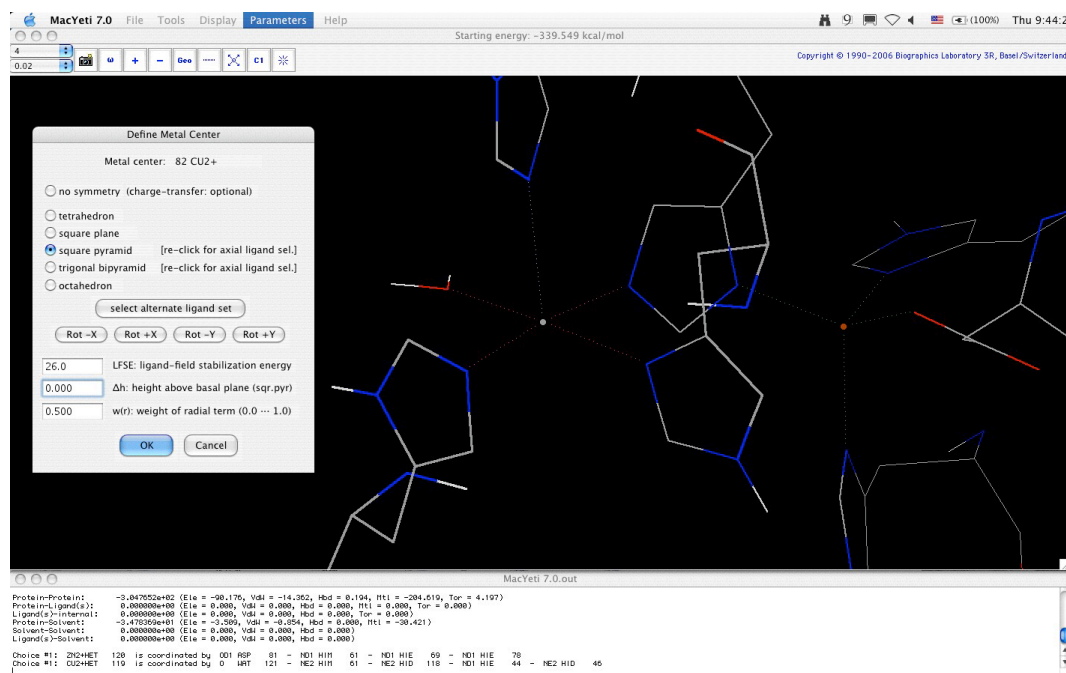 MacYeti 7.0 File Tools Display Parameters Help (100%) Thu 9:44:2
Starting energy: -339.549 kcal/mol
4
0.02
ω + − Geo C1
Copyright © 1990-2006 Biographics Laboratory 3R, Basel/Switzerland
Define Metal Center
Metal center: 82 CU2+
no symmetry (charge-transfer: optional)
tetrahedron
square plane
square pyramid [re-click for axial ligand sel.]
trigonal bipyramid [re-click for axial ligand sel.]
octahedron
select alternate ligand set
Rot -X Rot +X Rot -Y Rot +Y
26.0 LFSE: ligand-field stabilization energy
0.000 Δh: height above basal plane (sqr.pyr)
0.500 w(r): weight of radial term (0.0 ··· 1.0)
OK Cancel
MacYeti 7.0.out
Protein-Protein: -3.047652e+02 (Ele = -90.176, VdW = -14.362, Hbd = 0.194, Mtl = -204.619, Tor = 4.197)
Protein-Ligand(s): 0.000000e+00 (Ele = 0.000, VdW = 0.000, Hbd = 0.000, Mtl = 0.000, Tor = 0.000)
Ligand(s)-internal: 0.000000e+00 (Ele = 0.000, VdW = 0.000, Hbd = 0.000, Tor = 0.000)
Protein-Solvent: -3.478369e+01 (Ele = -3.509, VdW = -0.854, Hbd = 0.000, Mtl = -30.421)
Solvent-Solvent: 0.000000e+00 (Ele = 0.000, VdW = 0.000, Hbd = 0.000)
Ligand(s)-Solvent: 0.000000e+00 (Ele = 0.000, VdW = 0.000, Hbd = 0.000)
Choice #1: ZN2+HET 120 is coordinated by OD1 ASP 81 - ND1 HIM 61 - ND1 HIE 69 - ND1 HIE 78
Choice #1: CU2+HET 119 is coordinated by O WAT 121 - NE2 HIM 61 - NE2 HID 118 - ND1 HIE 44 - NE2 HID 46